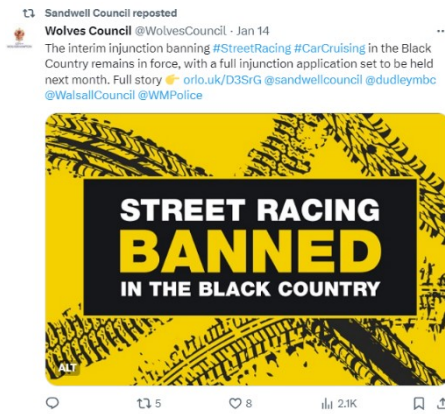 Sandwell Council reposted
Wolves Council @WolvesCouncil · Jan 14
The interim injunction banning #StreetRacing #CarCruising in the Black
Country remains in force, with a full injunction application set to be held
next month. Full story 👉 orlo.uk/D3SrG @sandwellcouncil @dudleymbc
@WalsallCouncil @WMPolice
STREET RACING
BANNED
IN THE BLACK COUNTRY
ALT
5 8 2.1K